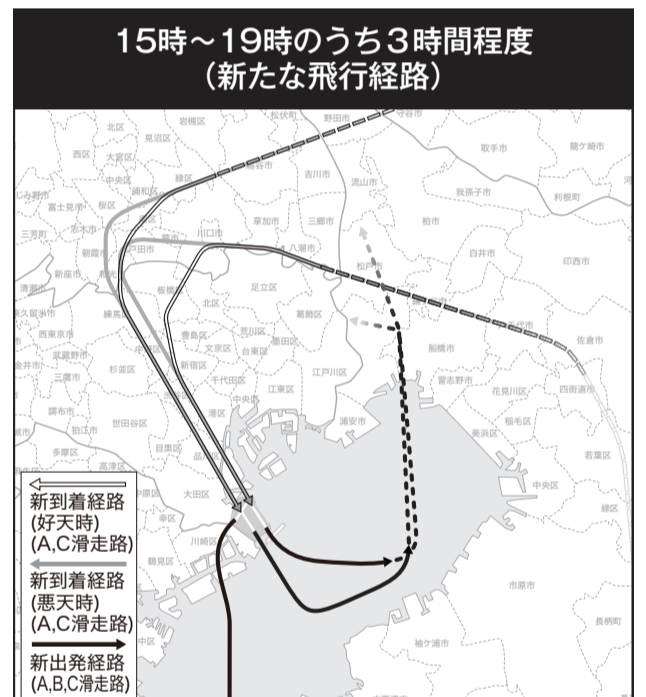 15時～19時のうち3時間程度
（新たな飛行経路）
岩槻区
松伏町
野田市
守谷市
北区
見沼区
取手市
龍ケ崎市
西区
大宮区
中央区
緑区
吉川市
流山市
我孫子市
利根町
浦和区
桜区
富士見市
志木市
三芳町
草加市
三郷市
柏市
川口市
戸田市
八潮市
朝霞市
松戸市
白井市
印西市
新座市
清瀬市
足立区
北区
練馬区
葛飾区
西東京市
豊島区
荒川区
墨田区
文京区
台東区
船橋市
佐倉市
武蔵野市
杉並区
新宿区
江戸川区
三鷹市
千代田区
習志野市
花見川区
四街道市
江東区
中央区
調布市
港区
浦安市
稲毛区
狛江市
世田谷区
美浜区
目黒区
若葉区
多摩区
品川区
高津区
中央区
大田区
緑区
中原区
幸区
川崎区
鶴見区
市原市
長柄町
中区
袖ケ浦市
新到着経路
(好天時)
(A,C滑走路)
新到着経路
(悪天時)
(A,C滑走路)
新出発経路
(A,B,C滑走路)